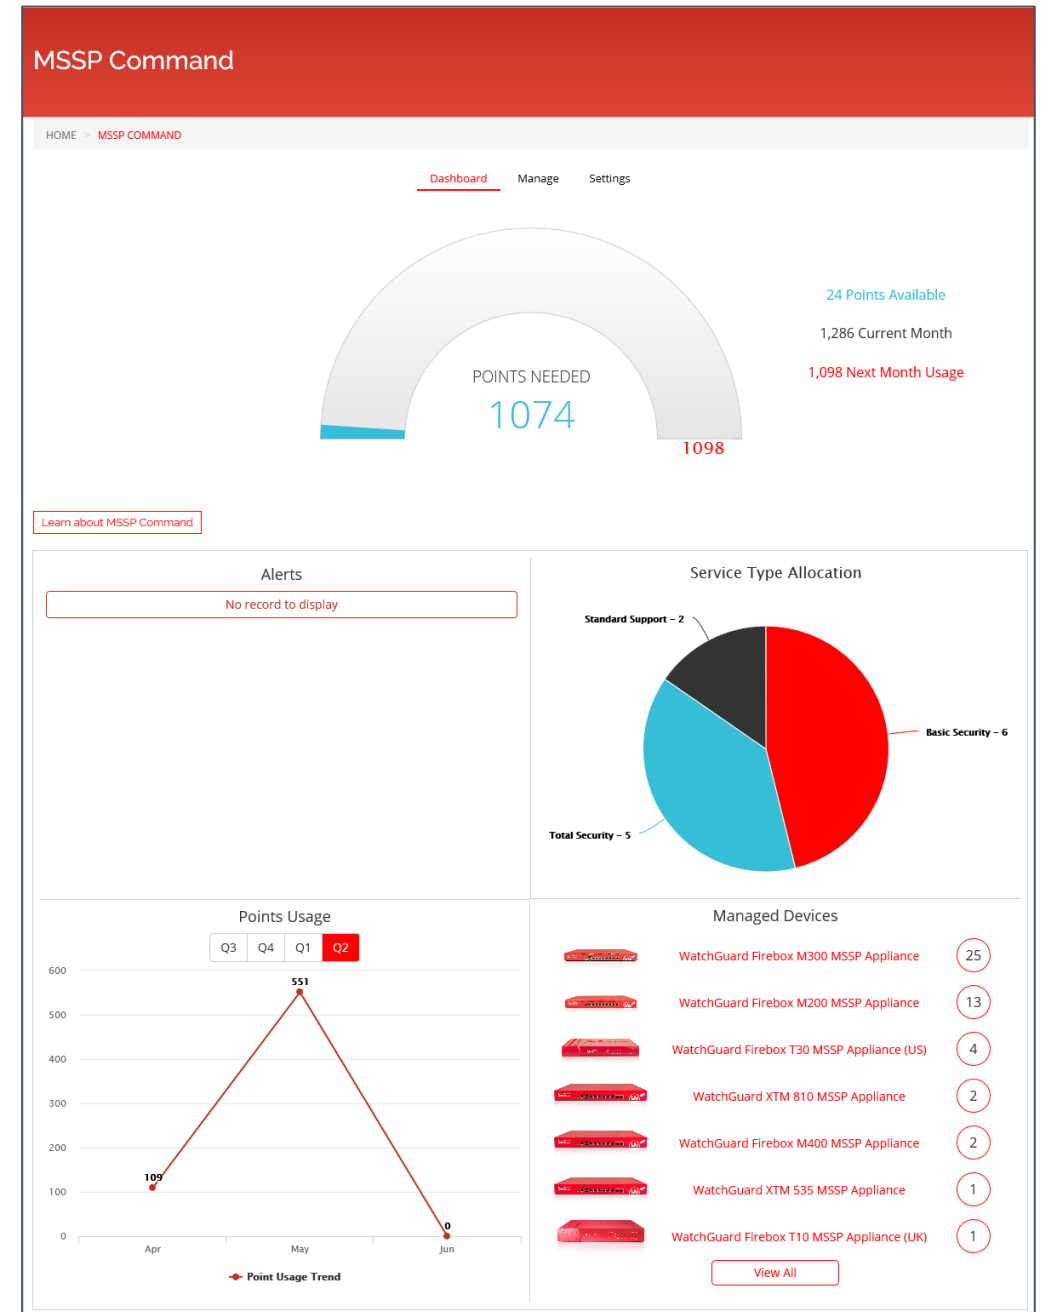 MSSP Command
HOME > MSSP COMMAND
Dashboard Manage Settings
24 Points Available
1,286 Current Month
1,098 Next Month Usage
POINTS NEEDED
1074
1098
Learn about MSSP Command
Alerts
No record to display
Service Type Allocation
Standard Support – 2
Basic Security – 6
Total Security – 5
Points Usage
Q3 Q4 Q1 Q2
600
500
400
300
200
100
0
551
109
0
Apr May Jun
Point Usage Trend
Managed Devices
WatchGuard Firebox M300 MSSP Appliance 25
WatchGuard Firebox M200 MSSP Appliance 13
WatchGuard Firebox T30 MSSP Appliance (US) 4
WatchGuard XTM 810 MSSP Appliance 2
WatchGuard Firebox M400 MSSP Appliance 2
WatchGuard XTM 535 MSSP Appliance 1
WatchGuard Firebox T10 MSSP Appliance (UK) 1
View All